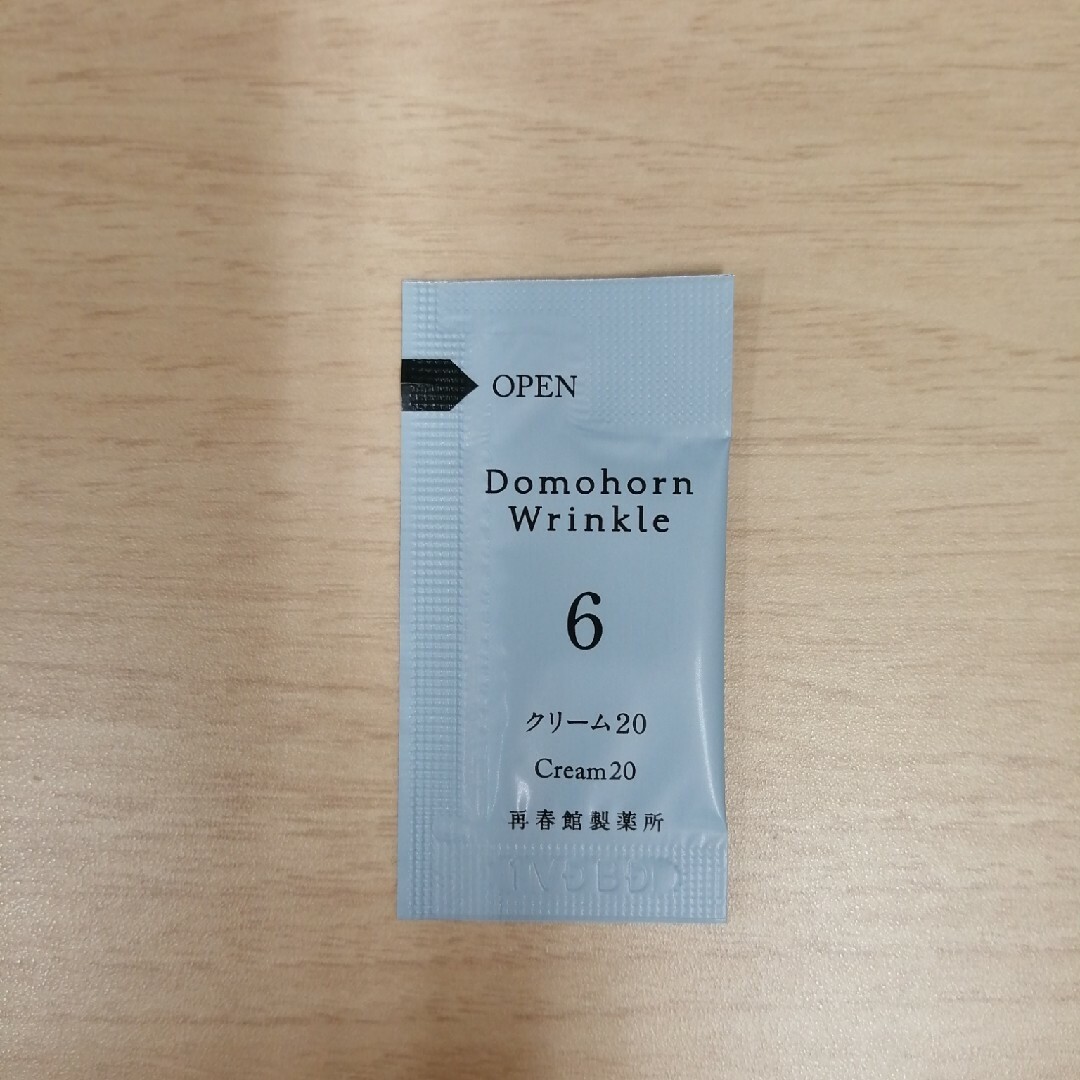 OPEN
Domohorn
Wrinkle
6
クリーム20
Cream20
再春館製薬所